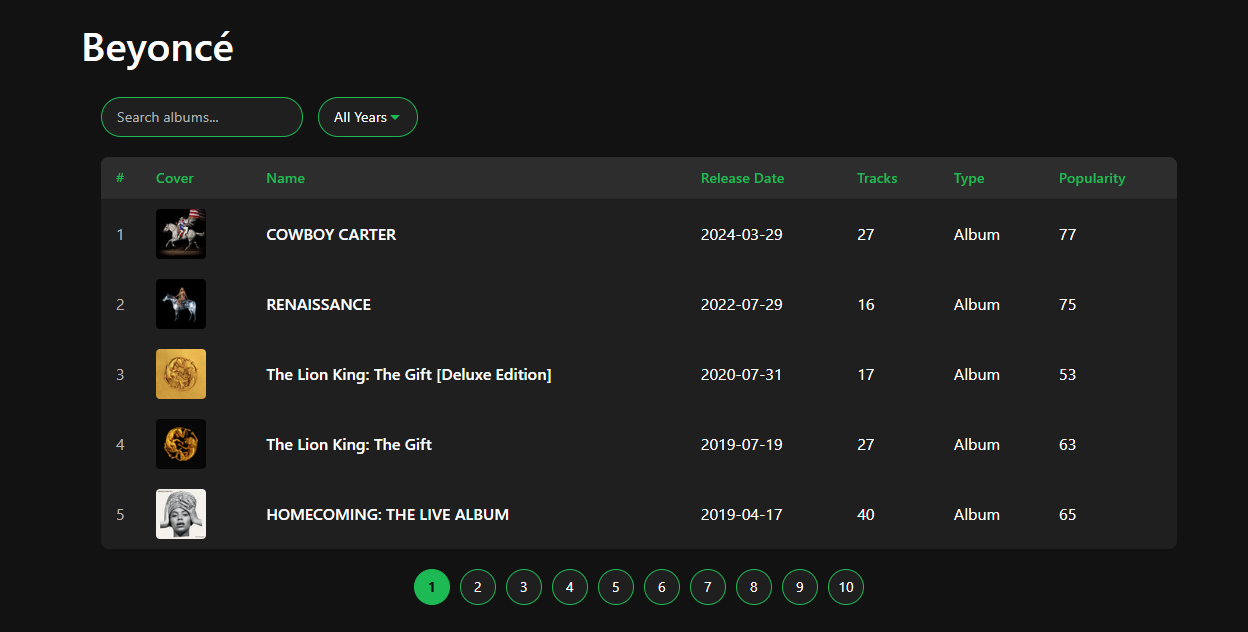 Beyoncé
Search albums... All Years
# Cover Name Release Date Tracks Type Popularity
1 COWBOY CARTER 2024-03-29 27 Album 77
2 RENAISSANCE 2022-07-29 16 Album 75
3 The Lion King: The Gift [Deluxe Edition] 2020-07-31 17 Album 53
4 The Lion King: The Gift 2019-07-19 27 Album 63
5 HOMECOMING: THE LIVE ALBUM 2019-04-17 40 Album 65
1 2 3 4 5 6 7 8 9 10